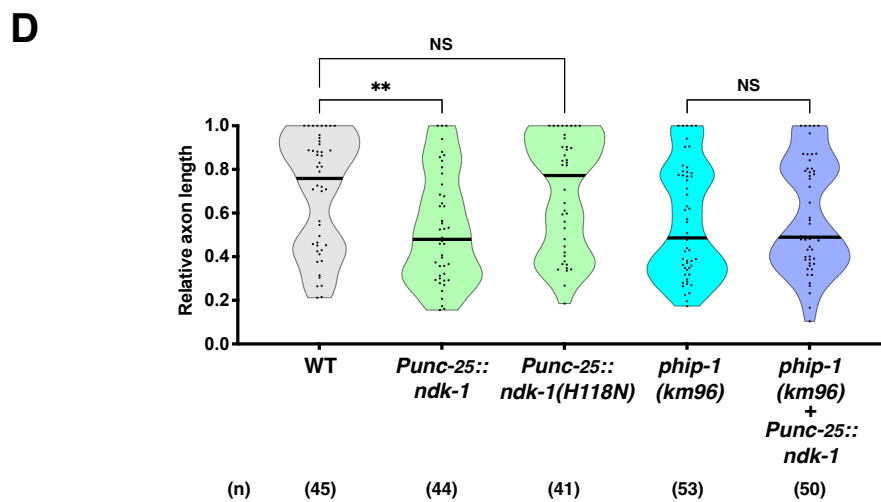 D
NS
**
NS
Relative axon length
1.0
0.8
0.6
0.4
0.2
0.0
WT
Punc-25::
ndk-1
Punc-25::
ndk-1(H118N)
phip-1
(km96)
phip-1
(km96)
+
Punc-25::
ndk-1
(n) (45) (44) (41) (53) (50)